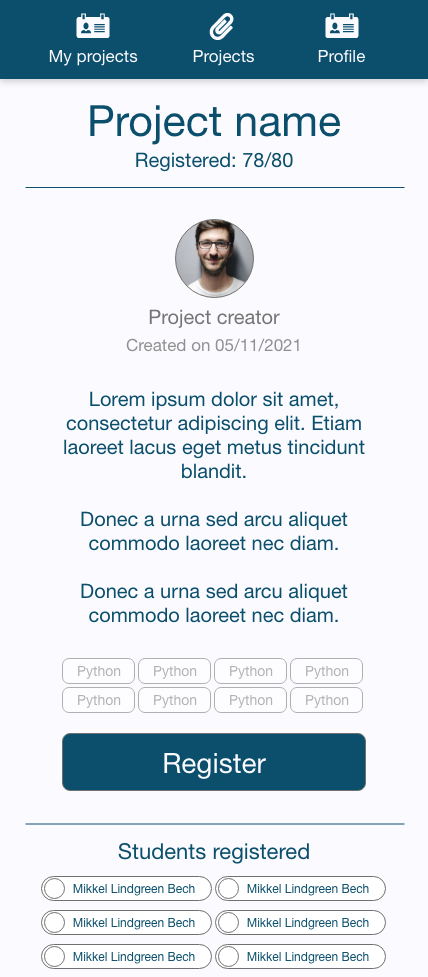 My projects Projects Profile
Project name
Registered: 78/80
Project creator
Created on 05/11/2021
Lorem ipsum dolor sit amet,
consectetur adipiscing elit. Etiam
laoreet lacus eget metus tincidunt
blandit.
Donec a urna sed arcu aliquet
commodo laoreet nec diam.
Donec a urna sed arcu aliquet
commodo laoreet nec diam.
Python Python Python Python
Python Python Python Python
Register
Students registered
Mikkel Lindgreen Bech Mikkel Lindgreen Bech
Mikkel Lindgreen Bech Mikkel Lindgreen Bech
Mikkel Lindgreen Bech Mikkel Lindgreen Bech